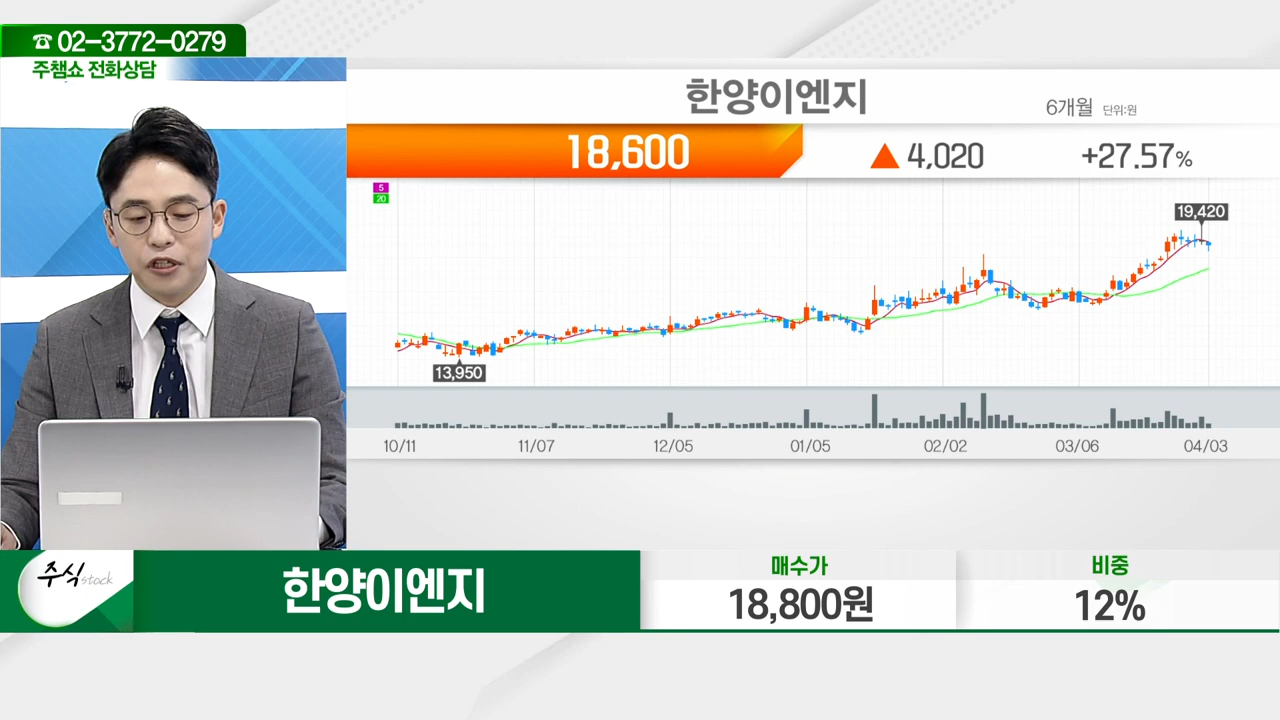 ☎ 02-3772-0279
주챔쇼 전화상담
한양이엔지
6개월 단위:원
18,600 ▲ 4,020 +27.57%
5
20
19,420
13,950
10/11 11/07 12/05 01/05 02/02 03/06 04/03
주식 stock
한양이엔지
매수가
18,800원
비중
12%